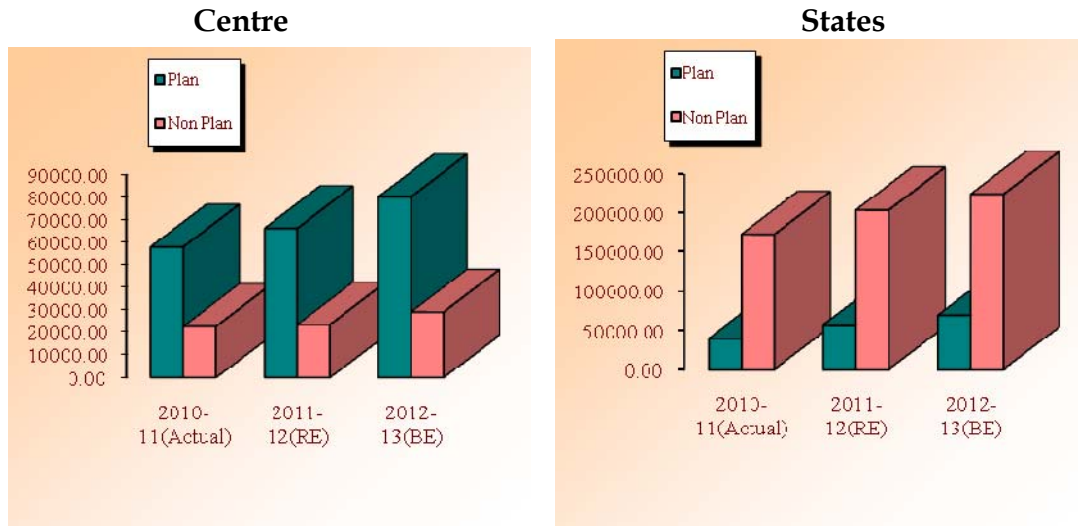 Centre
Plan
Non Plan
90000.00
80000.00
70000.00
60000.00
50000.00
40000.00
30000.00
20000.00
10000.00
0.00
2010-
11(Actual)
2011-
12(RE)
2012-
13(BE)
States
Plan
Non Plan
250000.00
200000.00
150000.00
100000.00
50000.00
0.00
2010-
11(Actual)
2011-
12(RE)
2012-
13(BE)